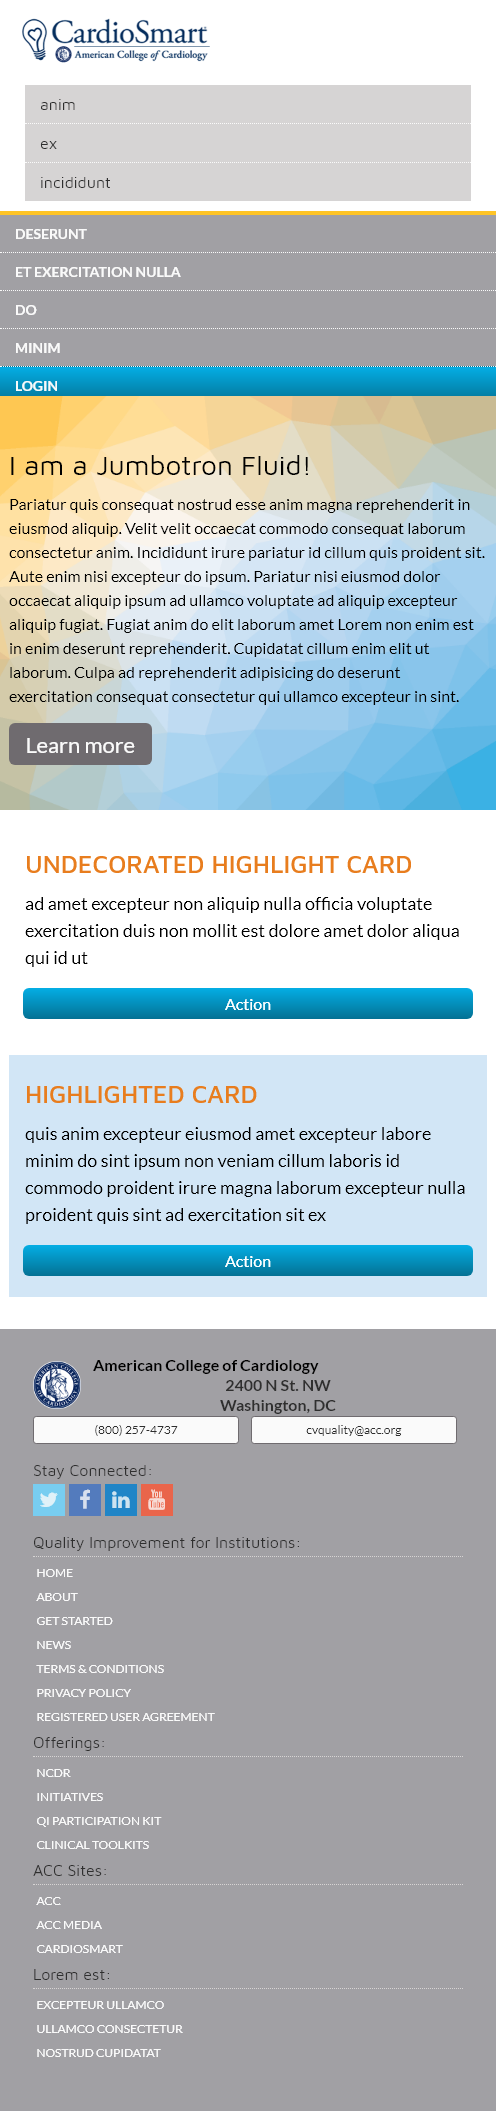 CardioSmart
American College of Cardiology
anim
ex
incididunt
DESERUNT
ET EXERCITATION NULLA
DO
MINIM
LOGIN
I am a Jumbotron Fluid!
Pariatur quis consequat nostrud esse anim magna reprehenderit in
eiusmod aliquip. Velit velit occaecat commodo consequat laborum
consectetur anim. Incididunt irure pariatur id cillum quis proident sit.
Aute enim nisi excepteur do ipsum. Pariatur nisi eiusmod dolor
occaecat aliquip ipsum ad ullamco voluptate ad aliquip excepteur
aliquip fugiat. Fugiat anim do elit laborum amet Lorem non enim est
in enim deserunt reprehenderit. Cupidatat cillum enim elit ut
laborum. Culpa ad reprehenderit adipisicing do deserunt
exercitation consequat consectetur qui ullamco excepteur in sint.
Learn more
UNDECORATED HIGHLIGHT CARD
ad amet excepteur non aliquip nulla officia voluptate
exercitation duis non mollit est dolore amet dolor aliqua
qui id ut
Action
HIGHLIGHTED CARD
quis anim excepteur eiusmod amet excepteur labore
minim do sint ipsum non veniam cillum laboris id
commodo proident irure magna laborum excepteur nulla
proident quis sint ad exercitation sit ex
Action
American College of Cardiology
2400 N St. NW
Washington, DC
(800) 257-4737
cvquality@acc.org
Stay Connected:
You Tube
Quality Improvement for Institutions:
HOME
ABOUT
GET STARTED
NEWS
TERMS & CONDITIONS
PRIVACY POLICY
REGISTERED USER AGREEMENT
Offerings:
NCDR
INITIATIVES
QI PARTICIPATION KIT
CLINICAL TOOLKITS
ACC Sites:
ACC
ACC MEDIA
CARDIOSMART
Lorem est:
EXCEPTEUR ULLAMCO
ULLAMCO CONSECTETUR
NOSTRUD CUPIDATAT